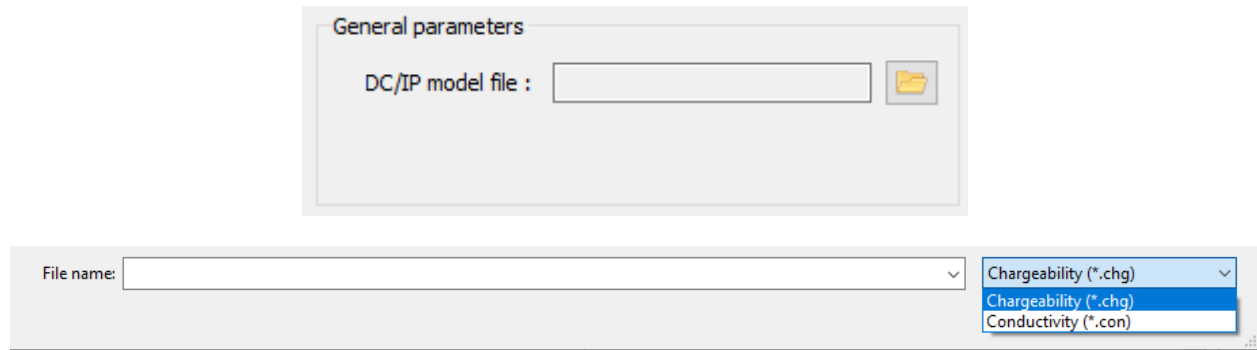 General parameters
DC/IP model file :
File name:
Chargeability (*.chg)
Chargeability (*.chg)
Conductivity (*.con)